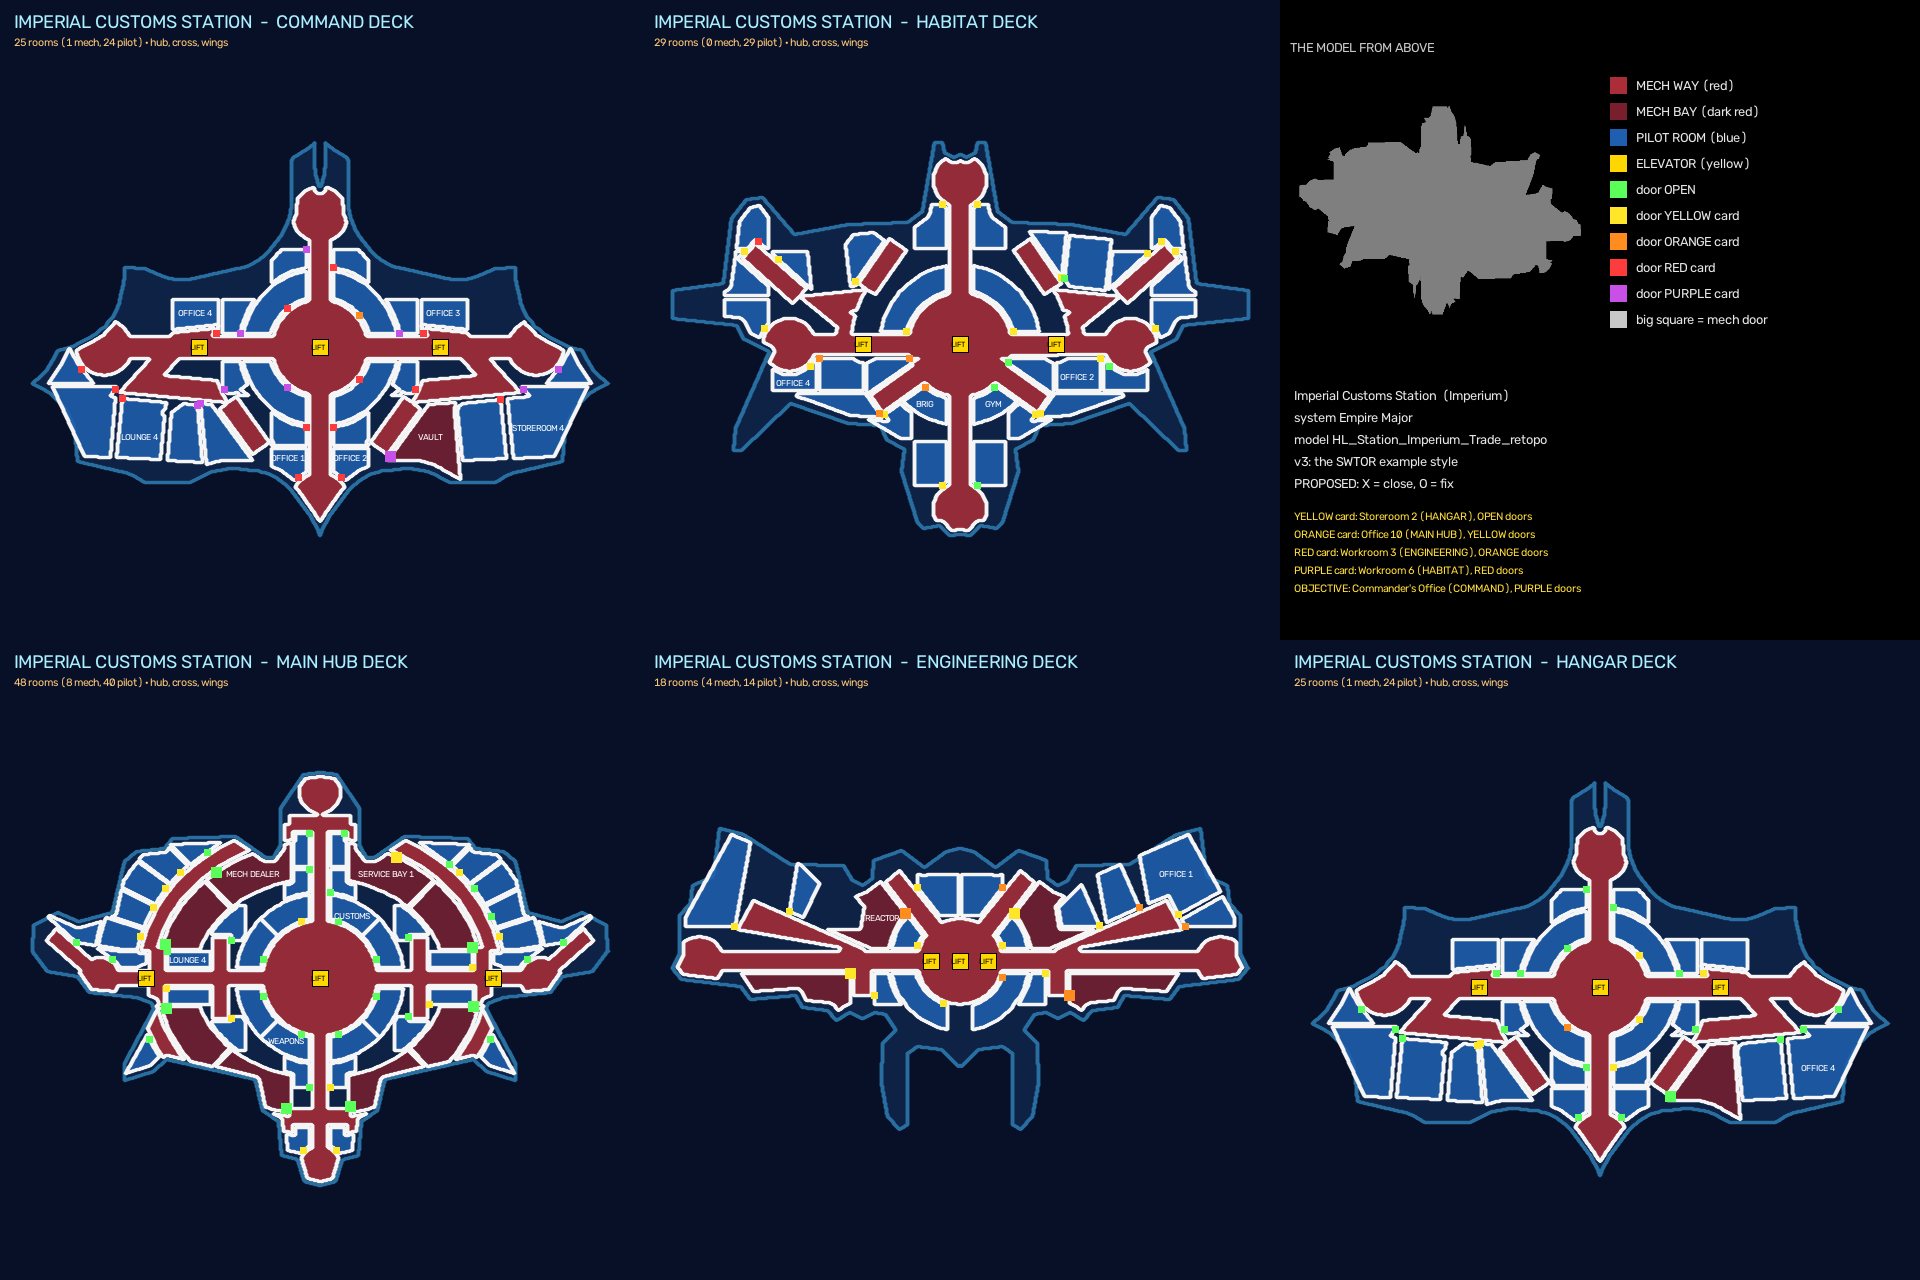 IMPERIAL CUSTOMS STATION - COMMAND DECK
25 rooms (1 mech, 24 pilot) • hub, cross, wings
OFFICE 4
OFFICE 3
LIFT
LIFT
LIFT
LOUNGE 4
VAULT
STOREROOM 4
OFFICE 1
OFFICE 2
IMPERIAL CUSTOMS STATION - HABITAT DECK
29 rooms (0 mech, 29 pilot) • hub, cross, wings
LIFT
LIFT
LIFT
OFFICE 4
OFFICE 2
BRIG
GYM
THE MODEL FROM ABOVE
MECH WAY (red)
MECH BAY (dark red)
PILOT ROOM (blue)
ELEVATOR (yellow)
door OPEN
door YELLOW card
door ORANGE card
door RED card
door PURPLE card
big square = mech door
Imperial Customs Station (Imperium)
system Empire Major
model HL_Station_Imperium_Trade_retopo
v3: the SWTOR example style
PROPOSED: X = close, O = fix
YELLOW card: Storeroom 2 (HANGAR), OPEN doors
ORANGE card: Office 10 (MAIN HUB), YELLOW doors
RED card: Workroom 3 (ENGINEERING), ORANGE doors
PURPLE card: Workroom 6 (HABITAT), RED doors
OBJECTIVE: Commander's Office (COMMAND), PURPLE doors
IMPERIAL CUSTOMS STATION - MAIN HUB DECK
48 rooms (8 mech, 40 pilot) • hub, cross, wings
MECH DEALER
SERVICE BAY 1
CUSTOMS
LOUNGE 4
LIFT
LIFT
LIFT
WEAPONS
IMPERIAL CUSTOMS STATION - ENGINEERING DECK
18 rooms (4 mech, 14 pilot) • hub, cross, wings
OFFICE 1
REACTOR
LIFT
LIFT
LIFT
IMPERIAL CUSTOMS STATION - HANGAR DECK
25 rooms (1 mech, 24 pilot) • hub, cross, wings
LIFT
LIFT
LIFT
OFFICE 4